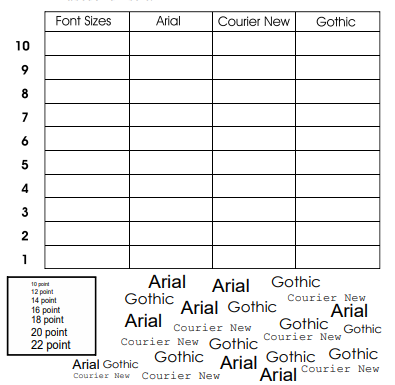 Font Sizes Arial Courier New Gothic
10
9
8
7
6
5
4
3
2
1
10 point
12 point
14 point
16 point
18 point
20 point
22 point
Arial Arial Gothic
Gothic Courier New
Arial Gothic Arial
Arial Courier New Gothic Gothic
Courier New Gothic Courier New
Gothic Arial Gothic Gothic
Arial Gothic Courier New
Courier New Courier New Arial